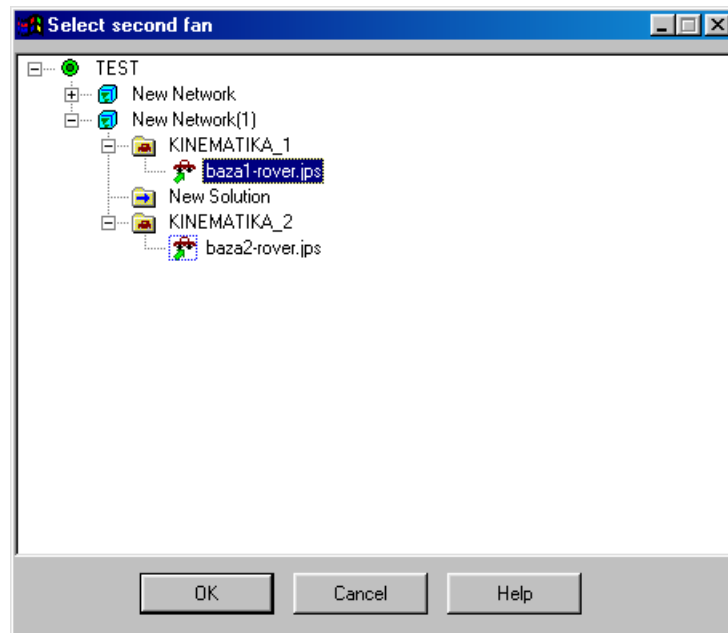 Select second fan
TEST
New Network
New Network(1)
KINEMATIKA_1
baza1-rover.jps
New Solution
KINEMATIKA_2
baza2-rover.jps
OK Cancel Help